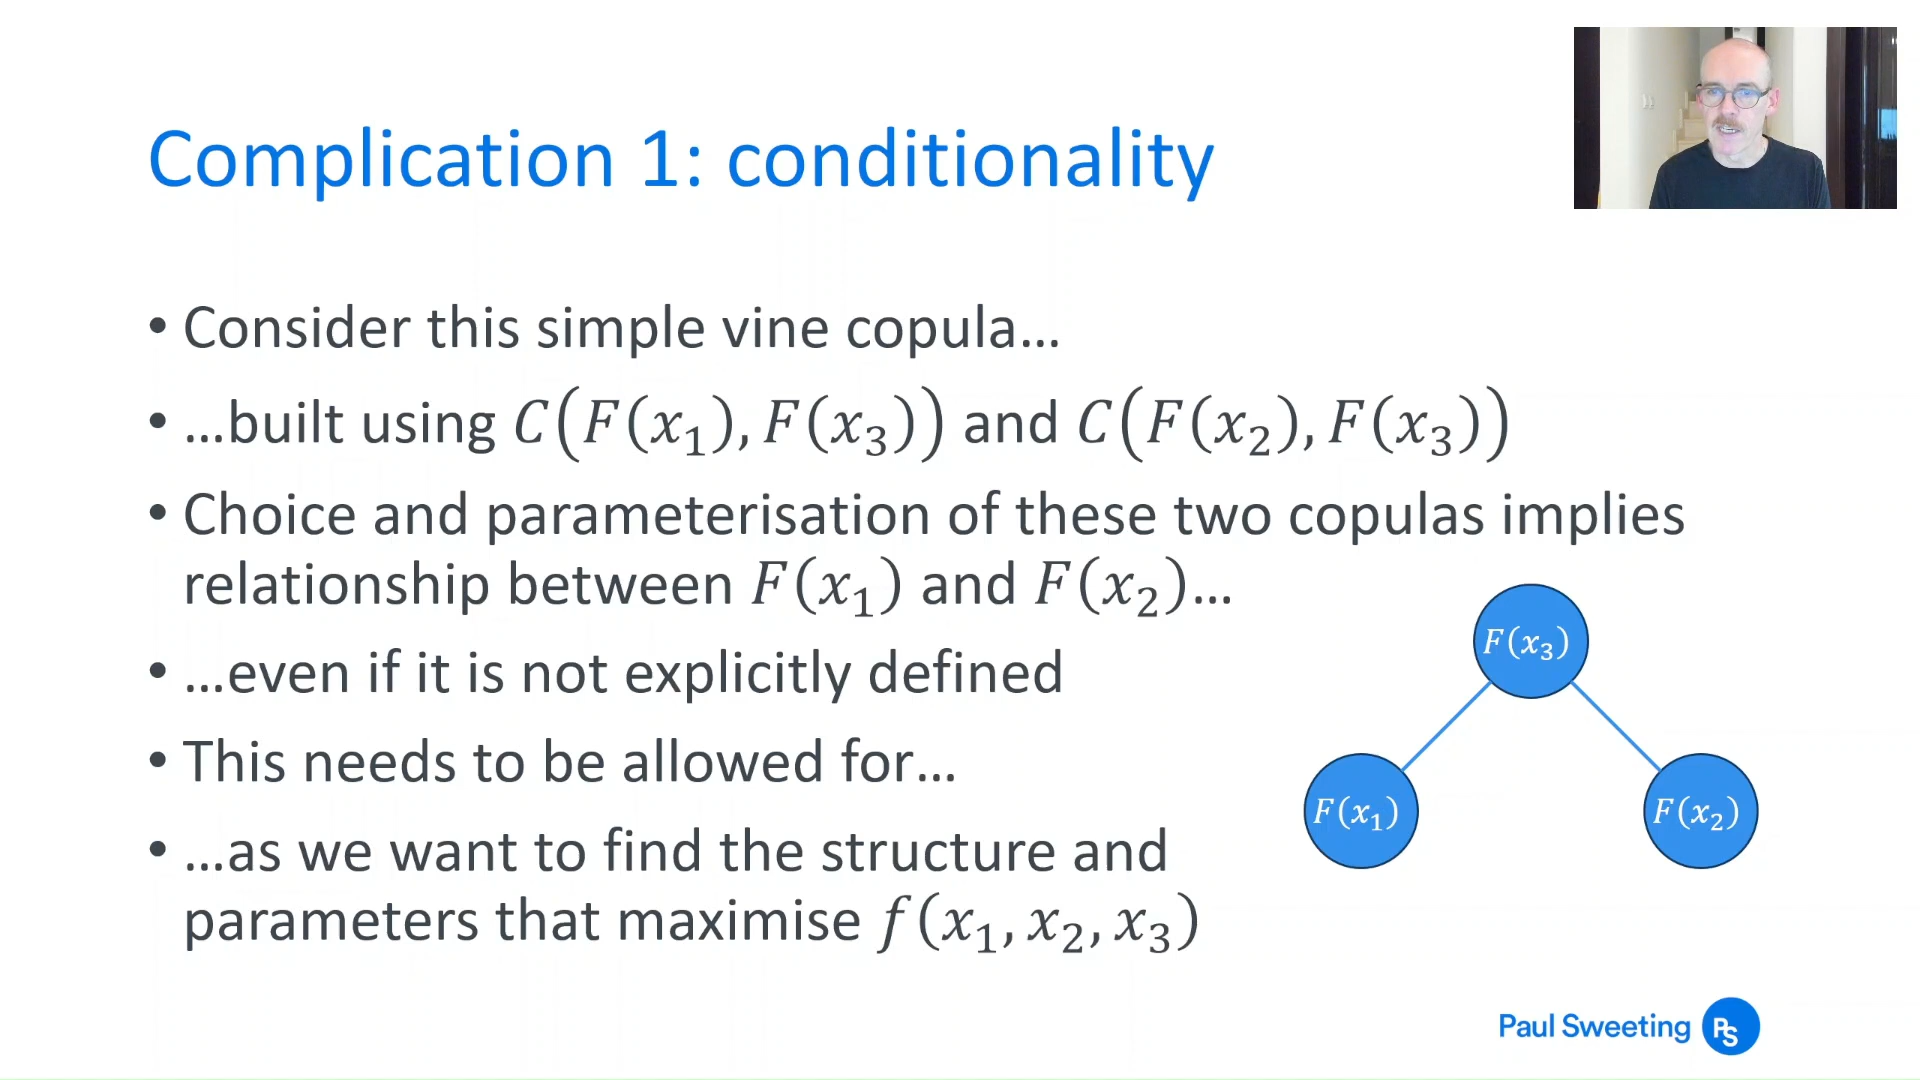 Complication 1: conditionality
• Consider this simple vine copula…
• …built using C(F(x₁), F(x₃)) and C(F(x₂), F(x₃))
• Choice and parameterisation of these two copulas implies
relationship between F(x₁) and F(x₂)…
• …even if it is not explicitly defined
• This needs to be allowed for…
• …as we want to find the structure and
parameters that maximise f(x₁, x₂, x₃)
F(x₃)
F(x₁)
F(x₂)
Paul Sweeting PS